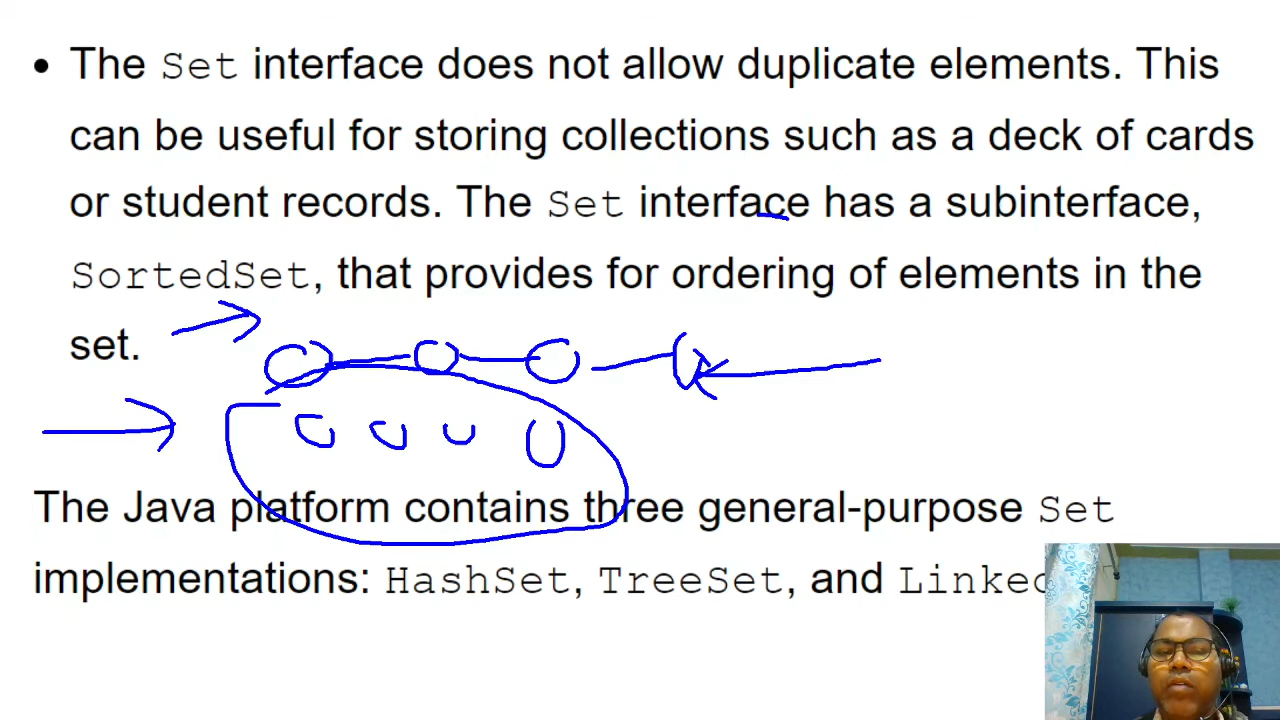 • The Set interface does not allow duplicate elements. This
can be useful for storing collections such as a deck of cards
or student records. The Set interface has a subinterface,
SortedSet, that provides for ordering of elements in the
set.
The Java platform contains three general-purpose Set
implementations: HashSet, TreeSet, and Linked